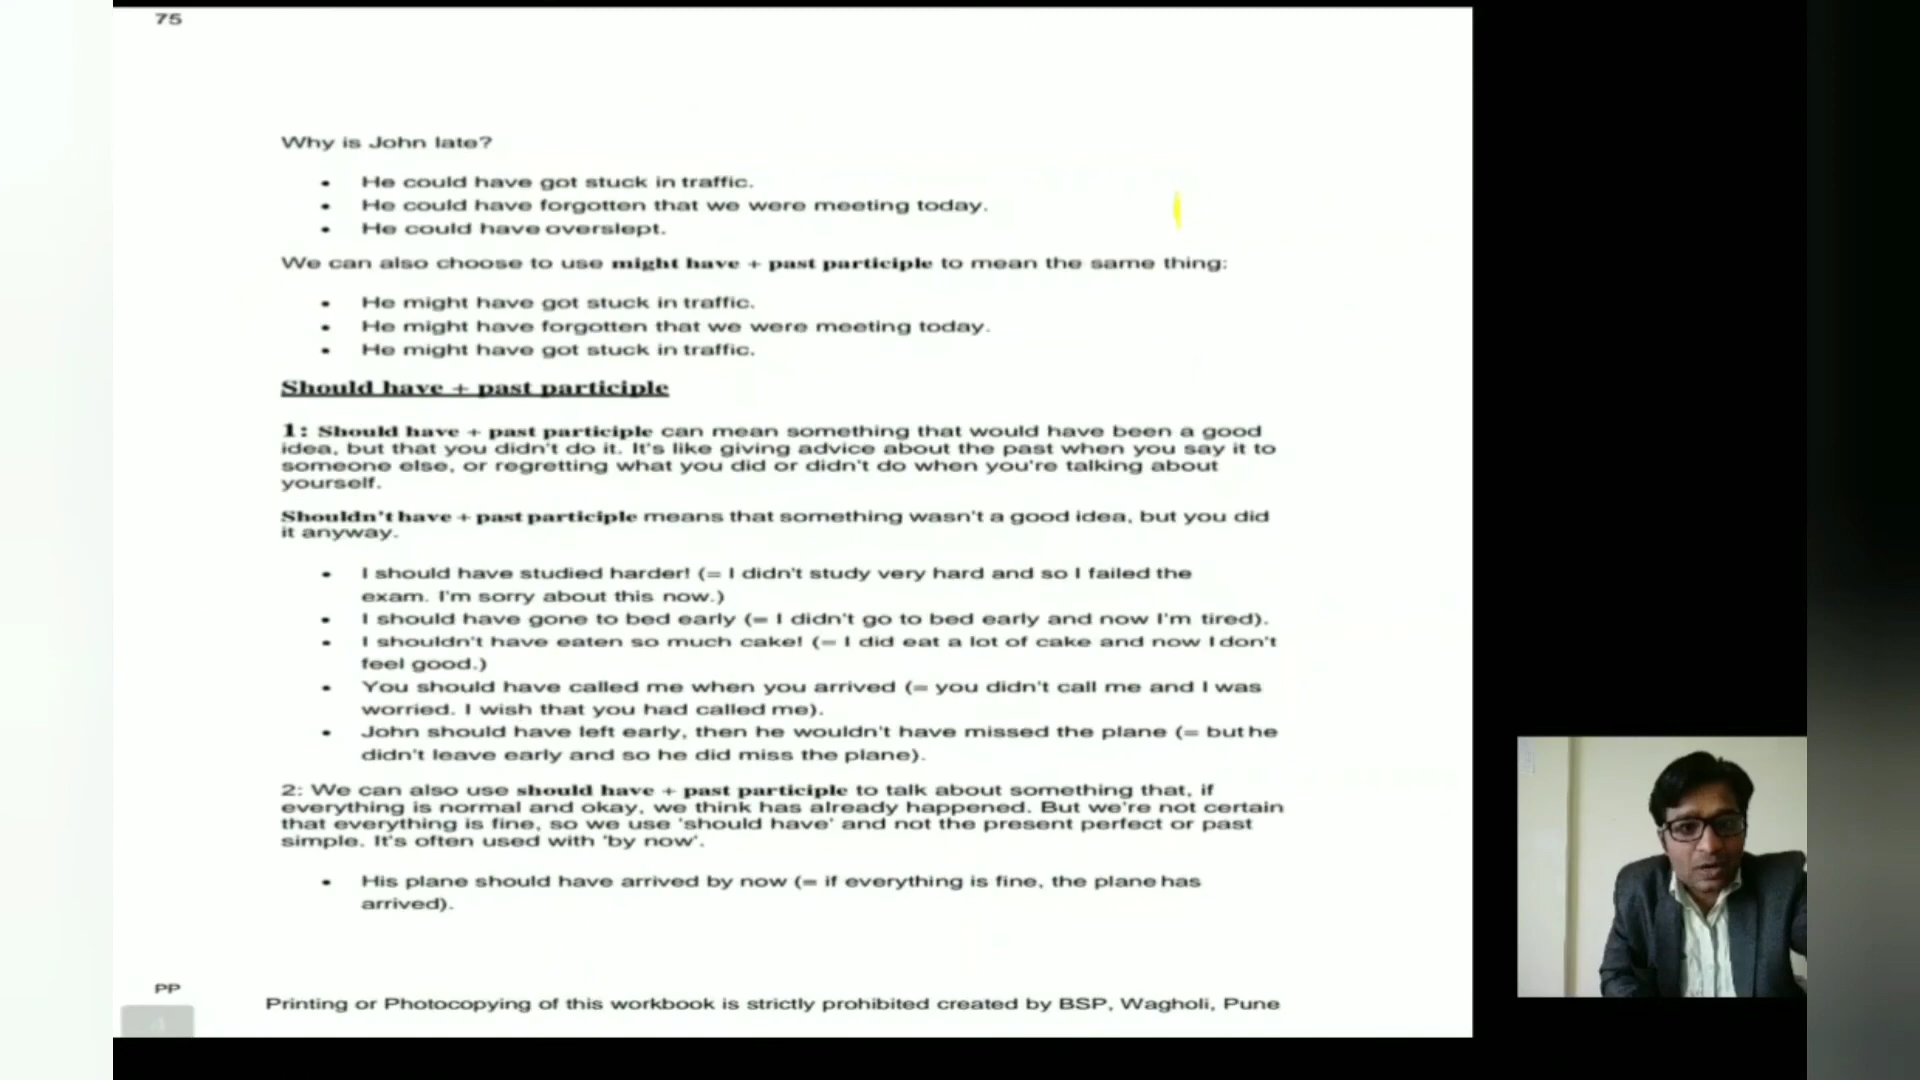 75
Why is John late?
• He could have got stuck in traffic.
• He could have forgotten that we were meeting today.
• He could have overslept.
We can also choose to use might have + past participle to mean the same thing:
• He might have got stuck in traffic.
• He might have forgotten that we were meeting today.
• He might have got stuck in traffic.
Should have + past participle
1: Should have + past participle can mean something that would have been a good
idea, but that you didn't do it. It's like giving advice about the past when you say it to
someone else, or regretting what you did or didn't do when you're talking about
yourself.
Shouldn't have + past participle means that something wasn't a good idea, but you did
it anyway.
• I should have studied harder! (= I didn't study very hard and so I failed the
exam. I'm sorry about this now.)
• I should have gone to bed early (= I didn't go to bed early and now I'm tired).
• I shouldn't have eaten so much cake! (= I did eat a lot of cake and now I don't
feel good.)
• You should have called me when you arrived (= you didn't call me and I was
worried. I wish that you had called me).
• John should have left early, then he wouldn't have missed the plane (= but he
didn't leave early and so he did miss the plane).
2: We can also use should have + past participle to talk about something that, if
everything is normal and okay, we think has already happened. But we're not certain
that everything is fine, so we use 'should have' and not the present perfect or past
simple. It's often used with 'by now'.
• His plane should have arrived by now (= if everything is fine, the plane has
arrived).
PP
Printing or Photocopying of this workbook is strictly prohibited created by BSP, Wagholi, Pune